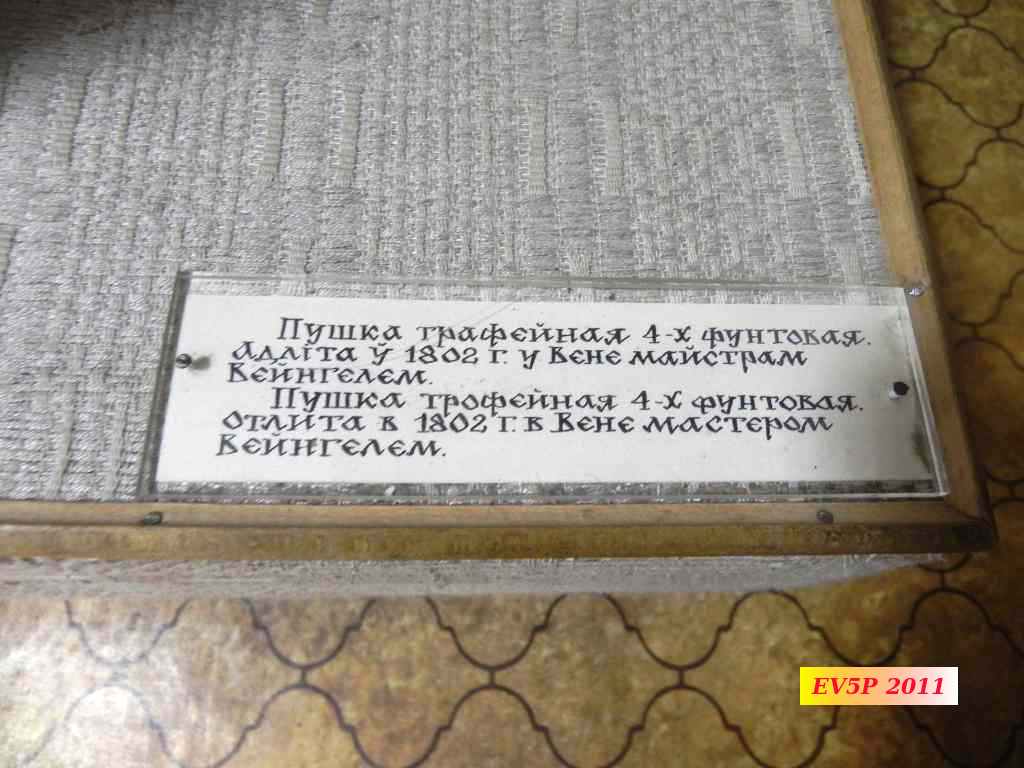 Пушка трафейная 4-х фунтовая.
Адліта ў 1802 г. у Вене майстрам
Вейнгелем.
Пушка трофейная 4-х фунтовая.
Отлита в 1802 г. в Вене мастером
Вейнгелем.
EV5P 2011